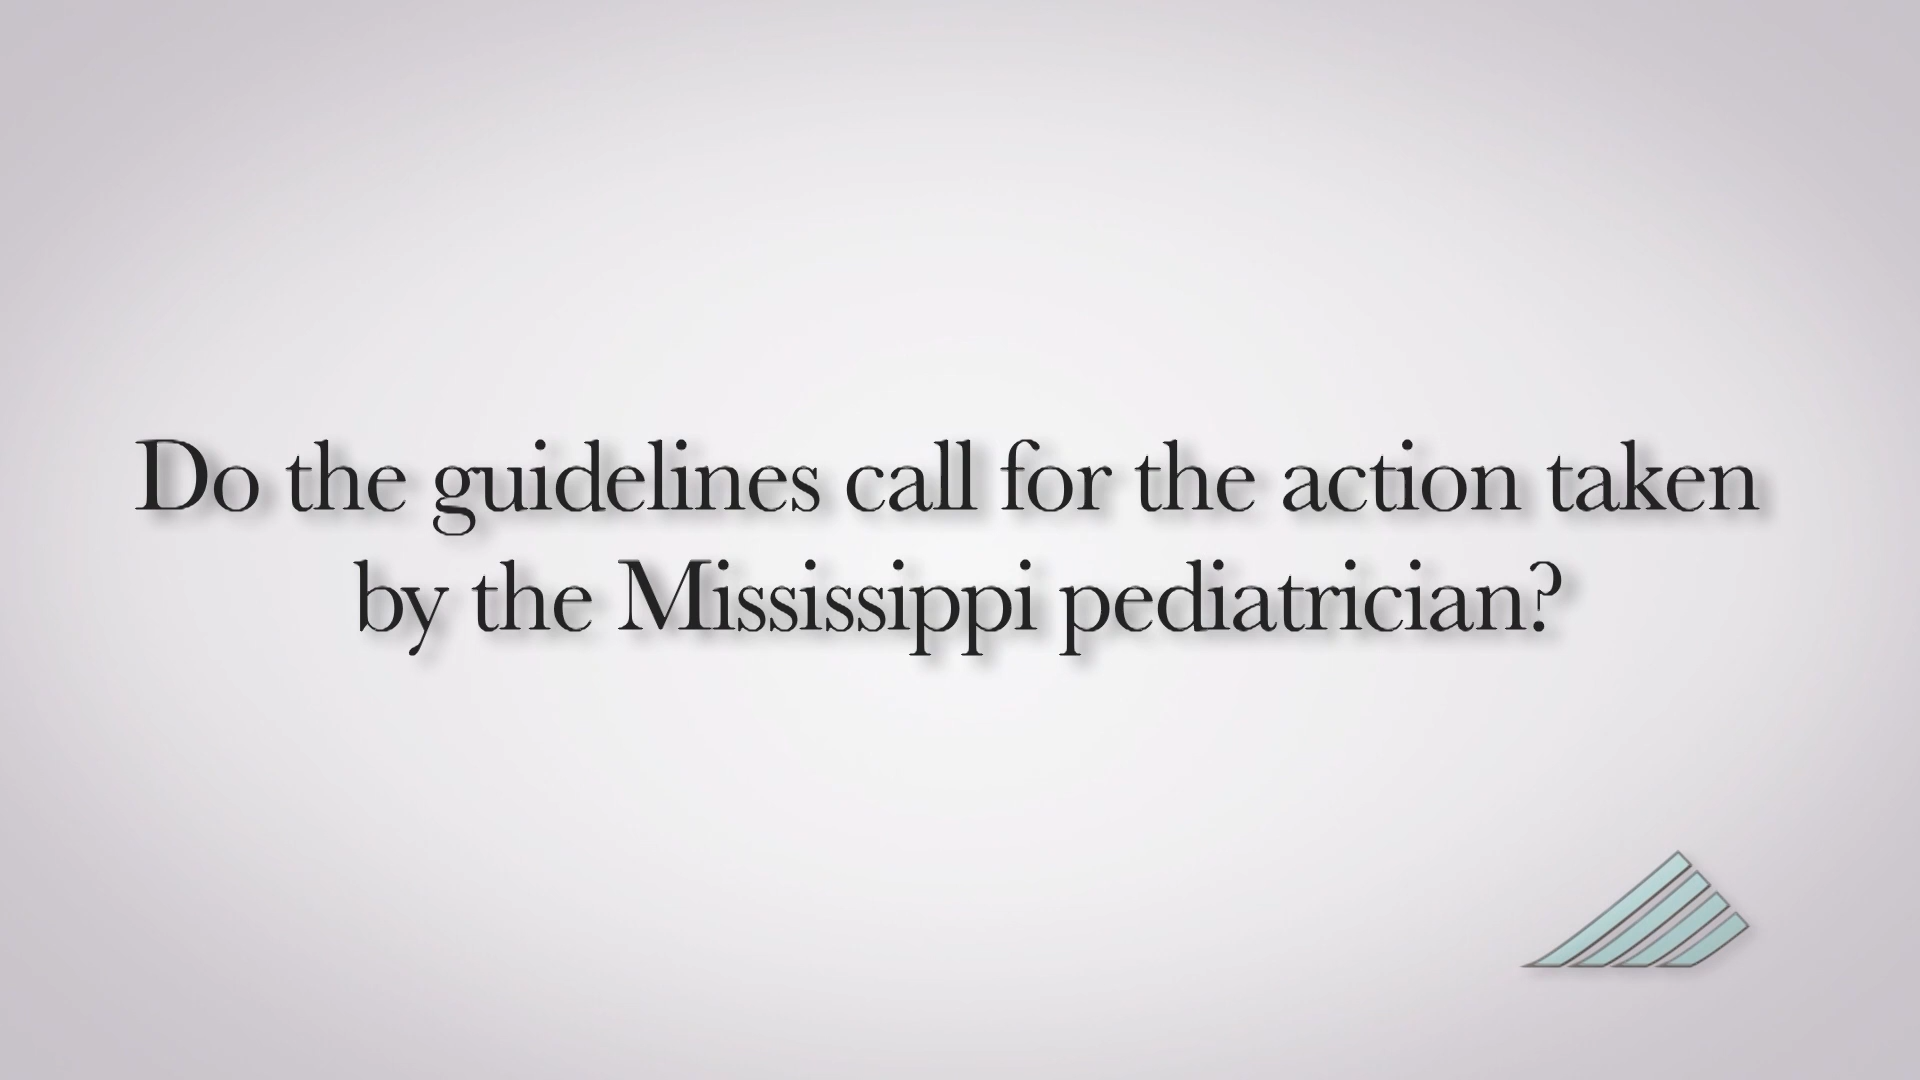 Do the guidelines call for the action taken
by the Mississippi pediatrician?